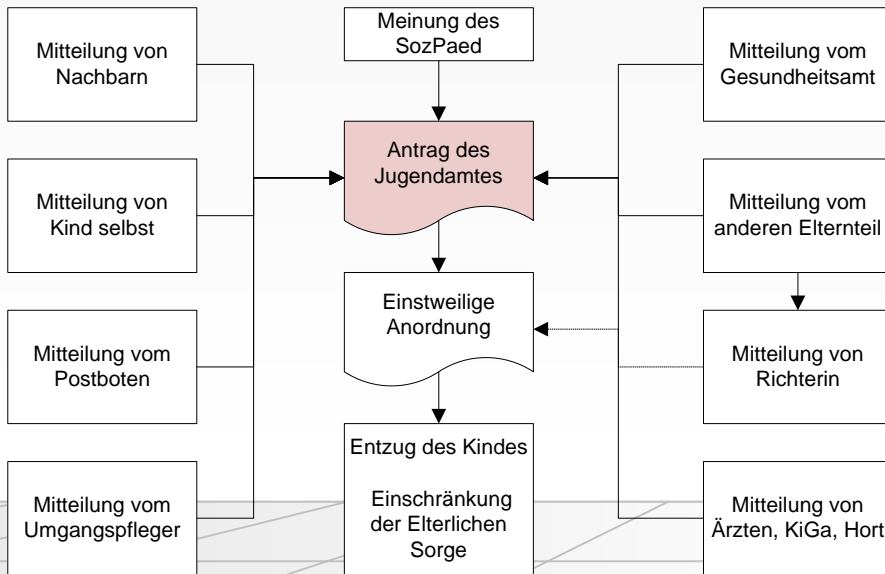 Mitteilung von
Nachbarn
Mitteilung von
Kind selbst
Mitteilung vom
Postboten
Mitteilung vom
Umgangspfleger
Meinung des
SozPaed
Antrag des
Jugendamtes
Einstweilige
Anordnung
Entzug des Kindes
Einschränkung
der Elterlichen
Sorge
Mitteilung vom
Gesundheitsamt
Mitteilung vom
anderen Elternteil
Mitteilung von
Richterin
Mitteilung von
Ärzten, KiGa, Hort